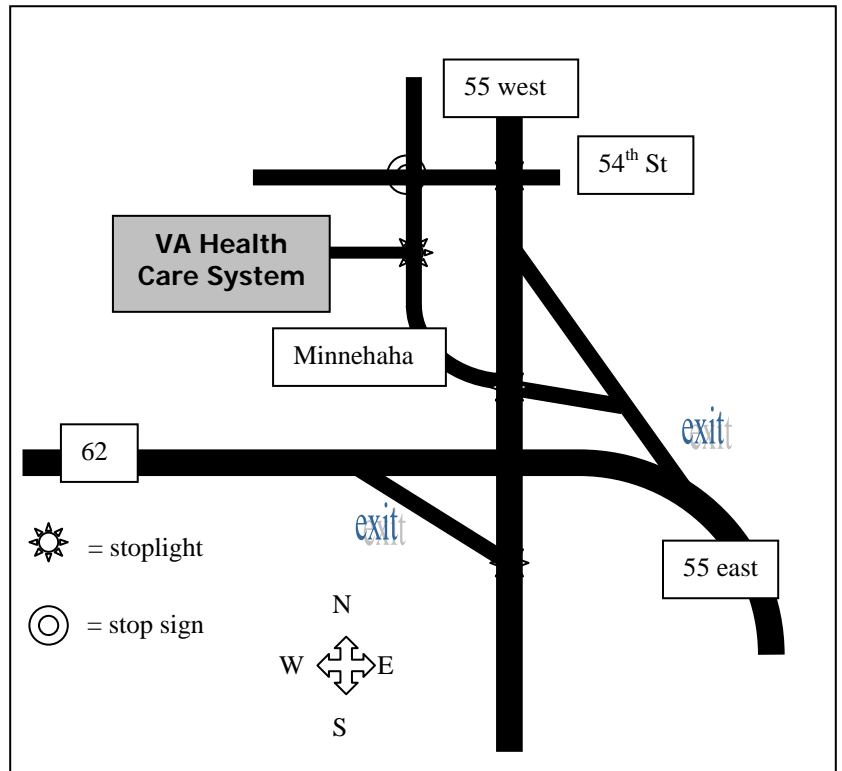 55 west
54th St
VA Health
Care System
Minnehaha
exit
62
exit
= stoplight
55 east
= stop sign
N
W E
S